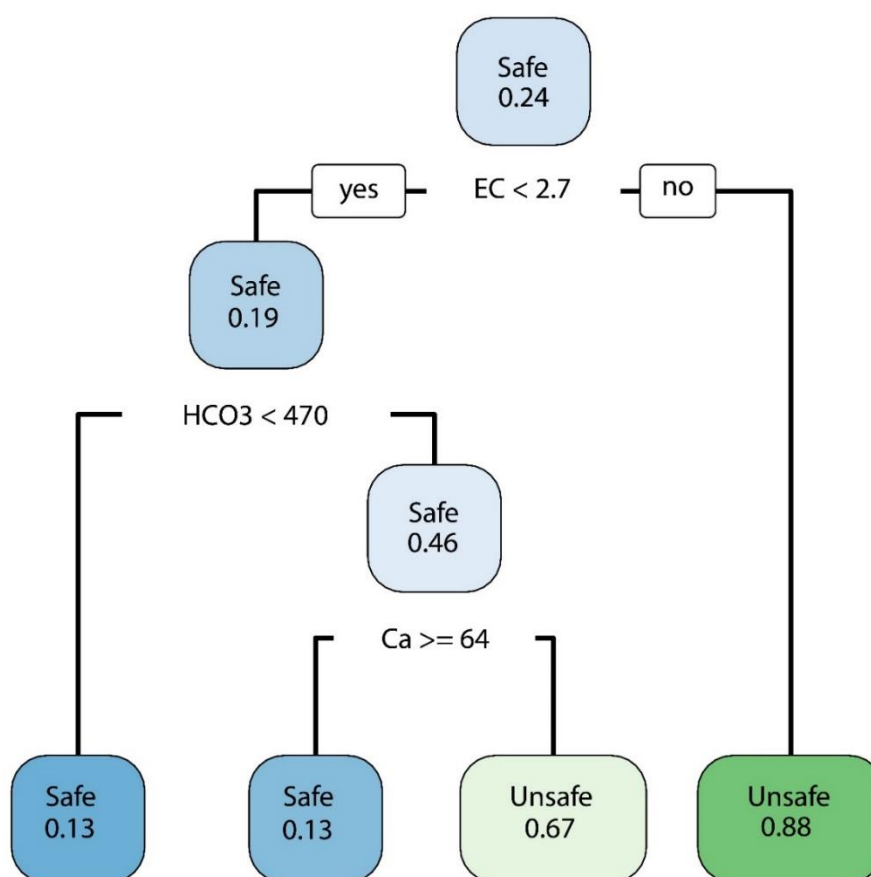 Safe
0.24
yes
EC < 2.7
no
Safe
0.19
HCO3 < 470
Safe
0.46
Ca >= 64
Safe
0.13
Safe
0.13
Unsafe
0.67
Unsafe
0.88